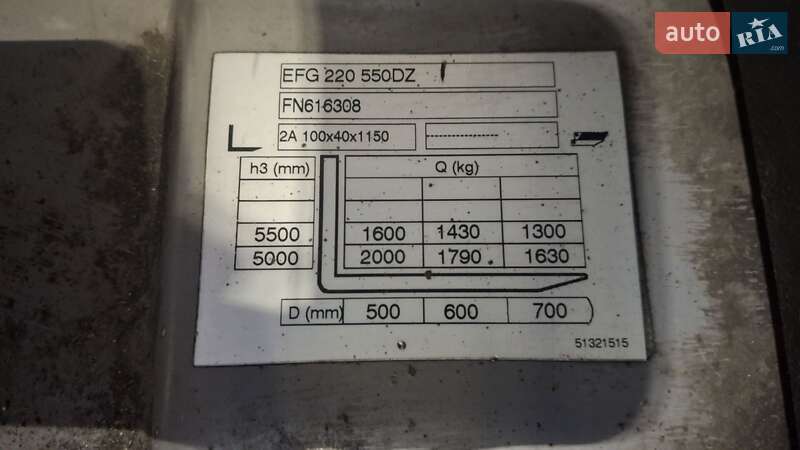 auto RIA.com
EFG 220 550DZ
FN616308
2A 100x40x1150 ---------------
h3 (mm) Q (kg)
5500 1600 1430 1300
5000 2000 1790 1630
D (mm) 500 600 700
51321515